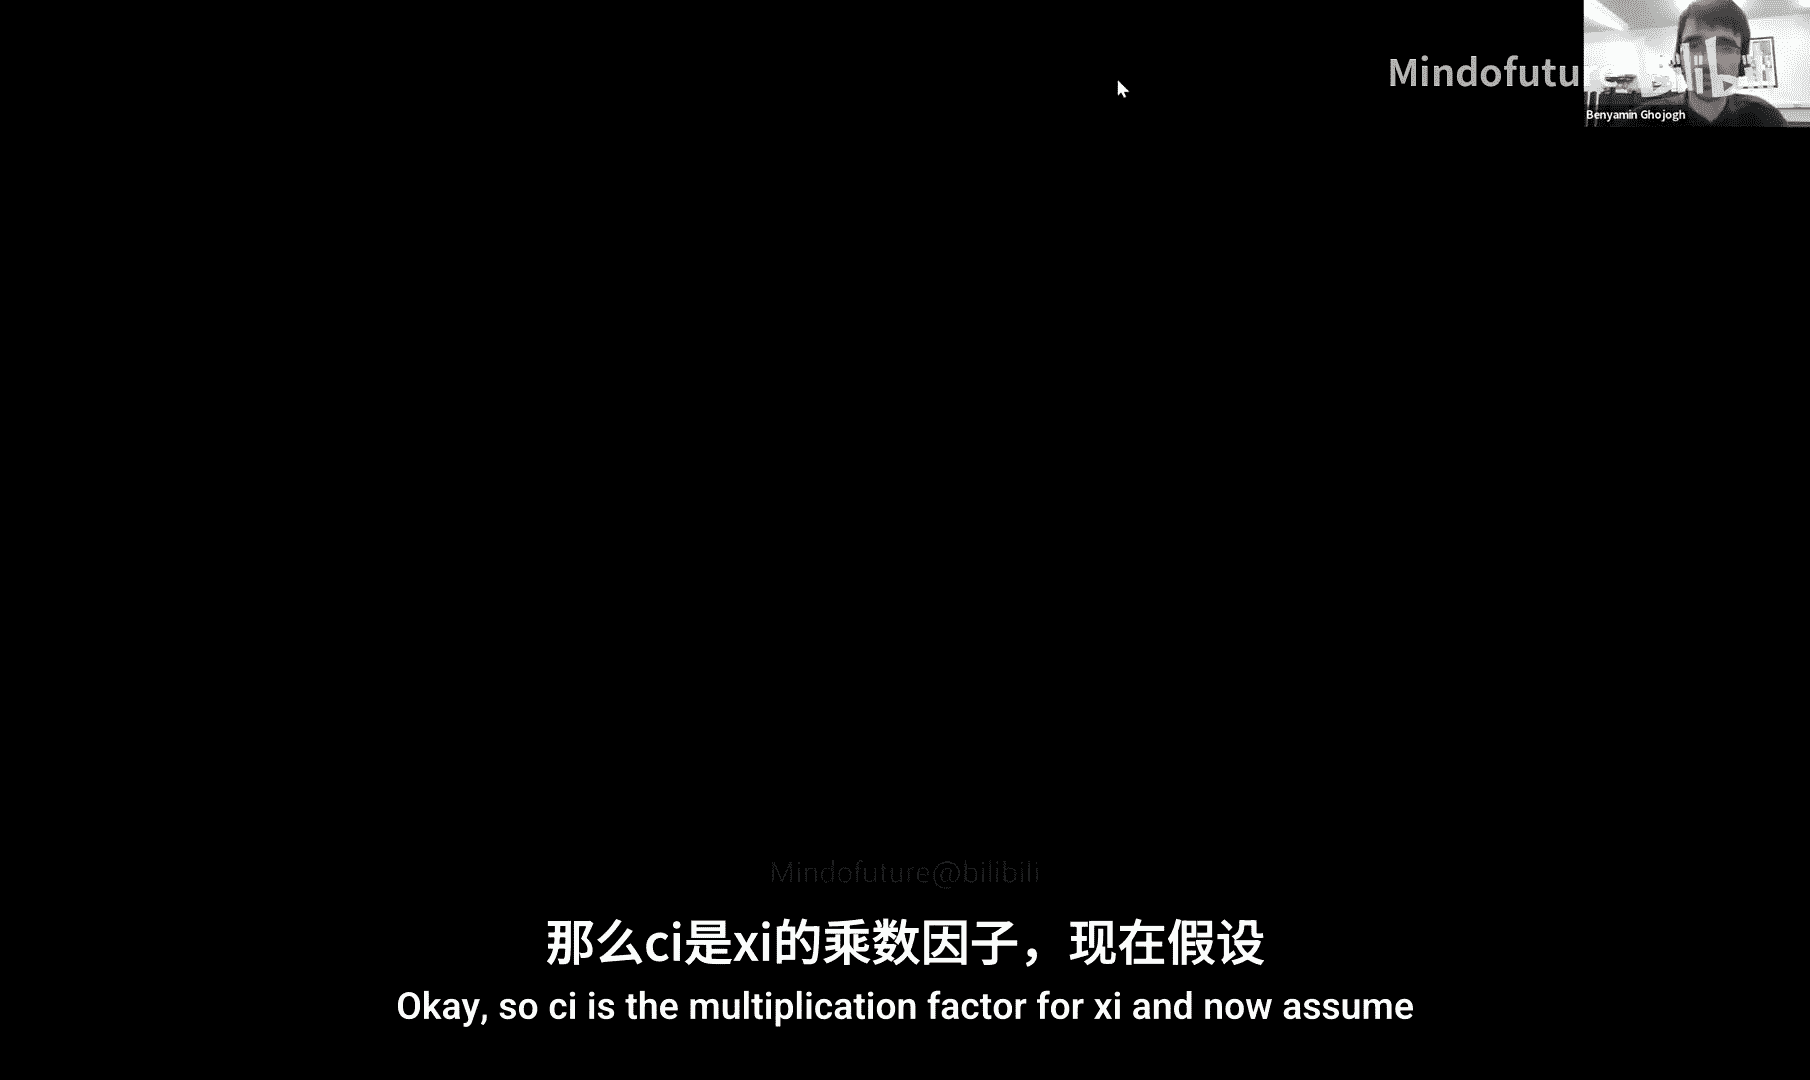 Mindofuture
bilibili
Benyamin Ghojogh
Mindofuture@bilibili
那么ci是xi的乘数因子，现在假设
Okay, so ci is the multiplication factor for xi and now assume